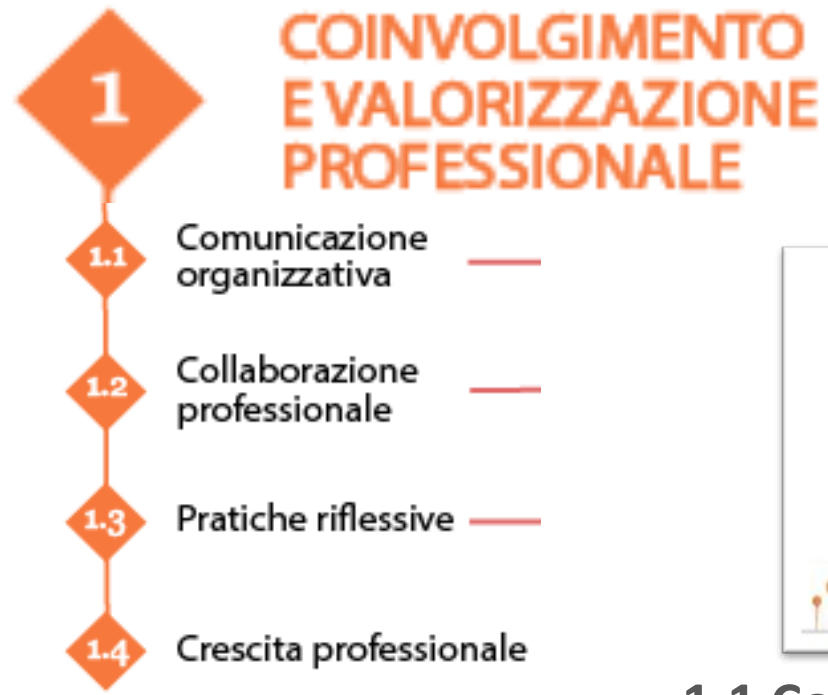 1
COINVOLGIMENTO
E VALORIZZAZIONE
PROFESSIONALE
1.1
Comunicazione
organizzativa
1.2
Collaborazione
professionale
1.3
Pratiche riflessive
1.4
Crescita professionale